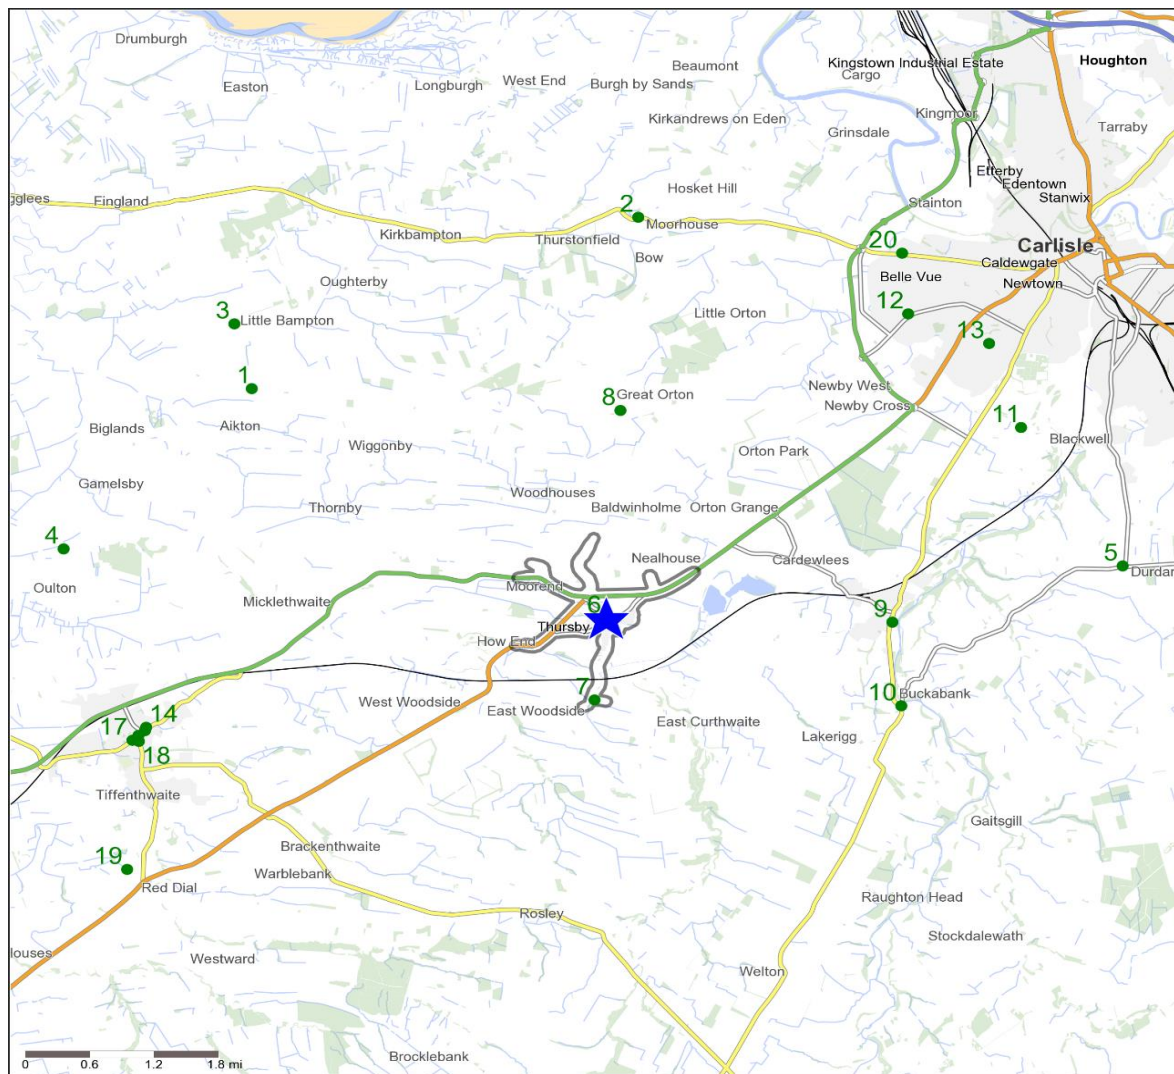 Drumburgh
Easton
Longburgh
West End
Burgh by Sands
Beaumont
Kirkandrews on Eden
Kingstown Industrial Estate
Cargo
Houghton
Kingmoor
Grinsdale
Tarraby
Etterby
Edentown
Stanwix
gglees
Fingland
Kirkbampton
Thurstonfield
2
Moorhouse
Hosket Hill
Bow
Stainton
20
Carlisle
Caldewgate
Newtown
Belle Vue
Oughterby
3
Little Bampton
Little Orton
12
13
1
Aikton
8
Great Orton
Newby West
Newby Cross
11
Blackwell
Biglands
Wiggonby
Orton Park
Gamelsby
Thornby
Woodhouses
Baldwinholme
Orton Grange
4
Oulton
Nealhouse
Cardewlees
5
Durdar
Micklethwaite
Moorend
6
Thursby
How End
9
7
East Woodside
West Woodside
East Curthwaite
10
Buckabank
Lakerigg
14
17
18
Tiffenthwaite
Gaitsgill
Brackenthwaite
19
Red Dial
Warblebank
Raughton Head
Rosley
Stockdalewath
louses
Westward
Welton
Brocklebank
0 0.6 1.2 1.8 mi